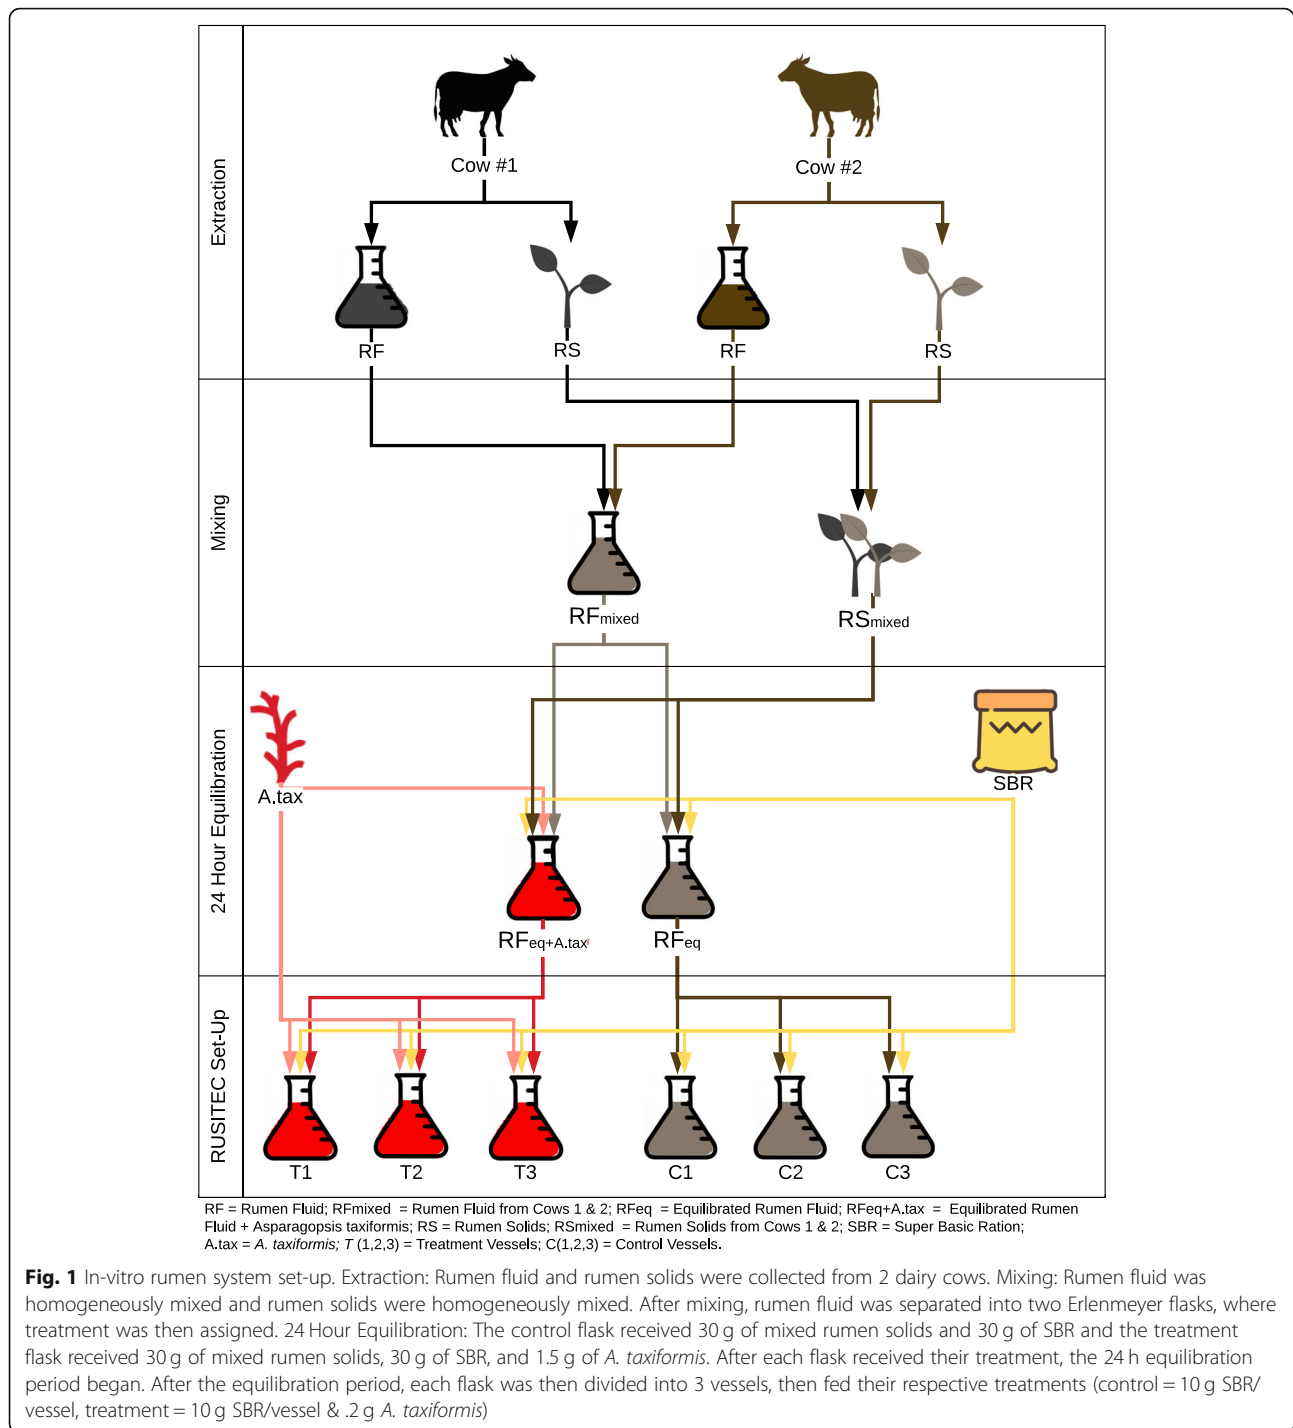 Extraction
Cow #1
Cow #2
RF
RS
RF
RS
Mixing
RFmixed
RSmixed
24 Hour Equilibration
A.tax
SBR
RFeq+A.tax
RFeq
RUSITEC Set-Up
T1
T2
T3
C1
C2
C3
RF = Rumen Fluid; RFmixed = Rumen Fluid from Cows 1 & 2; RFeq = Equilibrated Rumen Fluid; RFeq+A.tax = Equilibrated Rumen
Fluid + Asparagopsis taxiformis; RS = Rumen Solids; RSmixed = Rumen Solids from Cows 1 & 2; SBR = Super Basic Ration;
A.tax = A. taxiformis; T (1,2,3) = Treatment Vessels; C(1,2,3) = Control Vessels.
Fig. 1 In-vitro rumen system set-up. Extraction: Rumen fluid and rumen solids were collected from 2 dairy cows. Mixing: Rumen fluid was
homogeneously mixed and rumen solids were homogeneously mixed. After mixing, rumen fluid was separated into two Erlenmeyer flasks, where
treatment was then assigned. 24 Hour Equilibration: The control flask received 30 g of mixed rumen solids and 30 g of SBR and the treatment
flask received 30 g of mixed rumen solids, 30 g of SBR, and 1.5 g of A. taxiformis. After each flask received their treatment, the 24 h equilibration
period began. After the equilibration period, each flask was then divided into 3 vessels, then fed their respective treatments (control = 10 g SBR/
vessel, treatment = 10 g SBR/vessel & .2 g A. taxiformis)